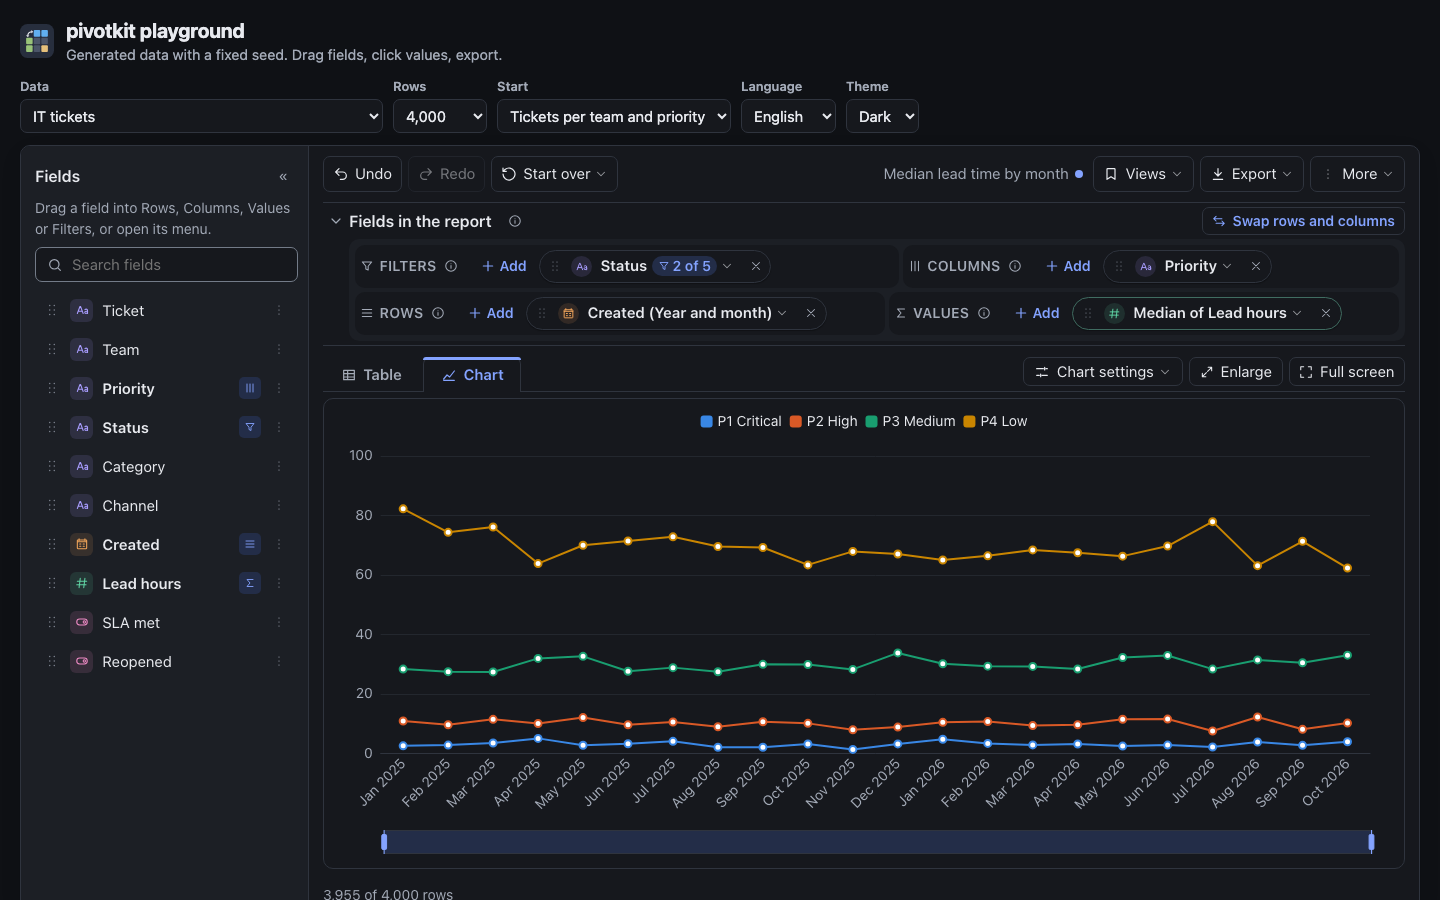 pivotkit playground
Generated data with a fixed seed. Drag fields, click values, export.
Data
Rows
Start
Language
Theme
IT tickets
4,000
Tickets per team and priority
English
Dark
Fields
«
Drag a field into Rows, Columns, Values
or Filters, or open its menu.
Search fields
Aa Ticket
Aa Team
Aa Priority
Aa Status
Aa Category
Aa Channel
Created
# Lead hours Σ
SLA met
Reopened
Undo
Redo
Start over
Median lead time by month
Views
Export
More
Fields in the report
Swap rows and columns
FILTERS + Add Aa Status 2 of 5 ×
COLUMNS + Add Aa Priority ×
ROWS + Add Created (Year and month) ×
Σ VALUES + Add # Median of Lead hours ×
Table
Chart
Chart settings
Enlarge
Full screen
P1 Critical P2 High P3 Medium P4 Low
100
80
60
40
20
0
Jan 2025
Feb 2025
Mar 2025
Apr 2025
May 2025
Jun 2025
Jul 2025
Aug 2025
Sep 2025
Oct 2025
Nov 2025
Dec 2025
Jan 2026
Feb 2026
Mar 2026
Apr 2026
May 2026
Jun 2026
Jul 2026
Aug 2026
Sep 2026
Oct 2026
3,955 of 4,000 rows